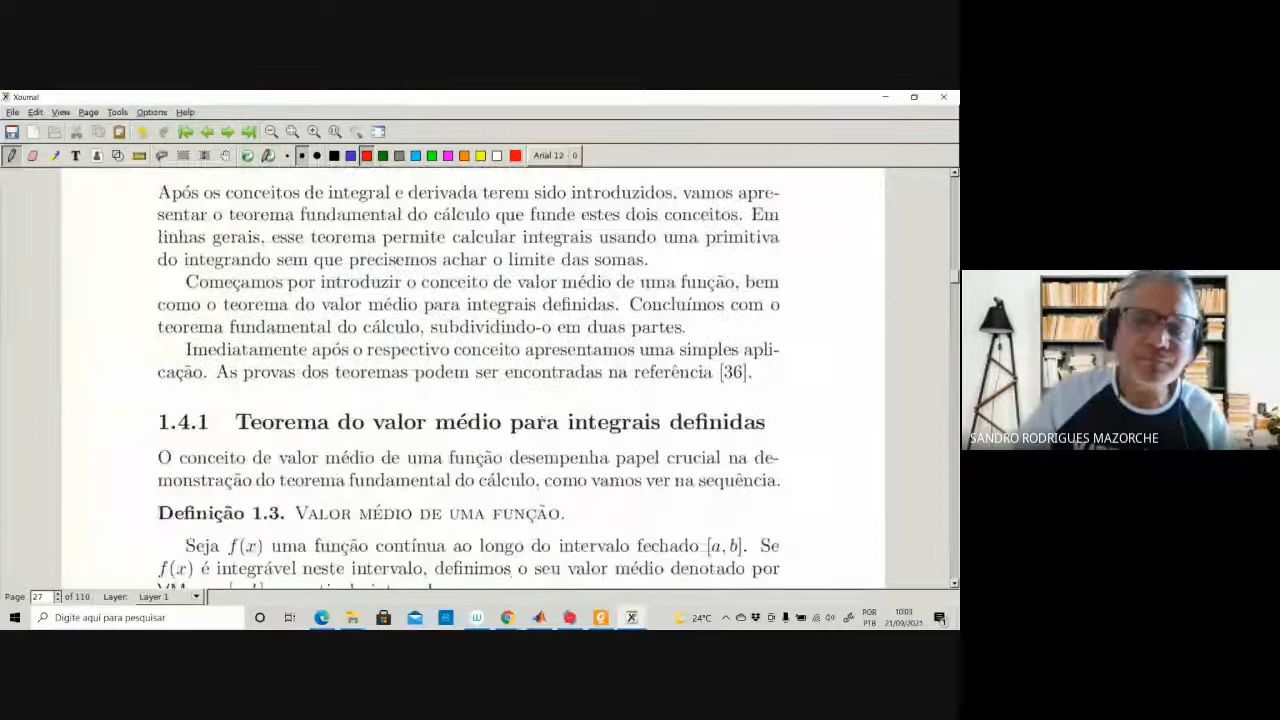 Xournal
File Edit View Page Tools Options Help
Arial 12 0
Após os conceitos de integral e derivada terem sido introduzidos, vamos apre-
sentar o teorema fundamental do cálculo que funde estes dois conceitos. Em
linhas gerais, esse teorema permite calcular integrais usando uma primitiva
do integrando sem que precisemos achar o limite das somas.
Começamos por introduzir o conceito de valor médio de uma função, bem
como o teorema do valor médio para integrais definidas. Concluímos com o
teorema fundamental do cálculo, subdividindo-o em duas partes.
Imediatamente após o respectivo conceito apresentamos uma simples apli-
cação. As provas dos teoremas podem ser encontradas na referência [36].
1.4.1 Teorema do valor médio para integrais definidas
O conceito de valor médio de uma função desempenha papel crucial na de-
monstração do teorema fundamental do cálculo, como vamos ver na sequência.
Definição 1.3. VALOR MÉDIO DE UMA FUNÇÃO.
Seja f(x) uma função contínua ao longo do intervalo fechado [a, b]. Se
f(x) é integrável neste intervalo, definimos o seu valor médio denotado por
Page 27 of 110 Layer: Layer 1
Digite aqui para pesquisar
24°C
POR
PTB
10:03
21/09/2021
SANDRO RODRIGUES MAZORCHE